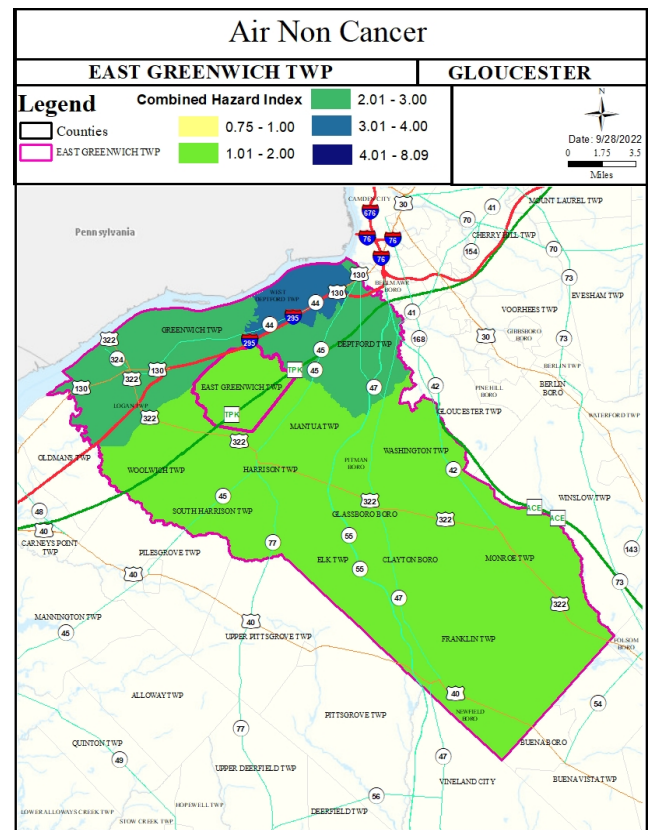 Air Non Cancer
EAST GREENWICH TWP
GLOUCESTER
Legend
Combined Hazard Index
Counties
EAST GREENWICH TWP
0.75 - 1.00
1.01 - 2.00
2.01 - 3.00
3.01 - 4.00
4.01 - 8.09
N
Date: 9/28/2022
0 1.75 3.5
Miles
CAMDEN CITY
30
41
MOUNT LAUREL TWP
676
70
Pennsylvania
76
76
CHERRY HILL TWP
154
70
76
130
BELLMAWR
BORO
73
WEST
DEPTFORD TWP
130
EVESHAM TWP
44
41
VOORHEES TWP
295
GREENWICH TWP
44
168
30
GIBBSBORO
BORO
73
322
295
45
DEPTFORD TWP
324
130
TPK
45
BERLIN TWP
322
130
EAST GREENWICH TWP
47
42
PINE HILL
BORO
BERLIN
BORO
LOGAN TWP
322
TPK
GLOUCESTER TWP
WATERFORD TWP
MANTUA TWP
322
OLDMANS TWP
PITMAN
BORO
WASHINGTON TWP
WOOLWICH TWP
HARRISON TWP
42
45
322
WINSLOW TWP
48
SOUTH HARRISON TWP
GLASSBORO BORO
322
ACE
ACE
40
CARNEYS POINT
TWP
77
55
143
PILESGROVE TWP
ELK TWP
CLAYTON BORO
MONROE TWP
40
55
73
47
322
MANNINGTON TWP
40
45
UPPER PITTSGROVE TWP
FRANKLIN TWP
FOLSOM
BORO
ALLOWAY TWP
40
54
PITTSGROVE TWP
NEWFIELD
BORO
77
QUINTON TWP
BUENA BORO
49
UPPER DEERFIELD TWP
47
VINELAND CITY
BUENA VISTA TWP
56
HOPEWELL TWP
LOWER ALLOWAYS CREEK TWP
DEERFIELD TWP
STOW CREEK TWP